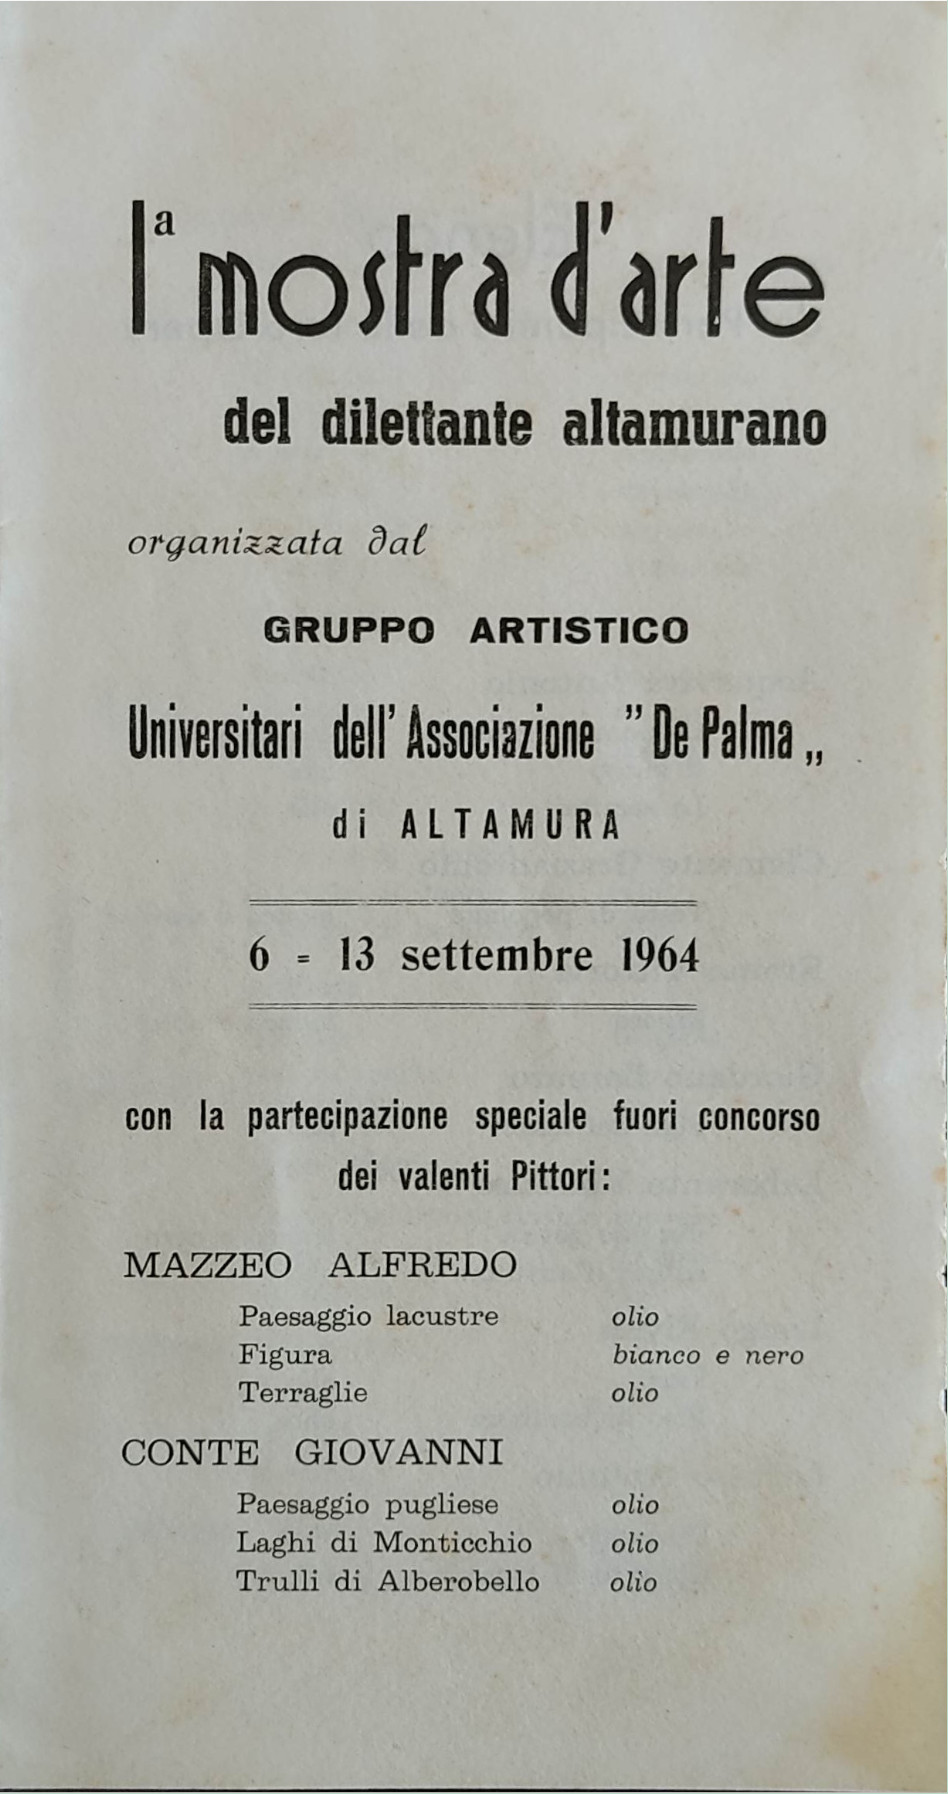 1ª mostra d'arte
del dilettante altamurano
organizzata dal
GRUPPO ARTISTICO
Universitari dell'Associazione ”De Palma„
di ALTAMURA
6 = 13 settembre 1964
con la partecipazione speciale fuori concorso
dei valenti Pittori:
MAZZEO ALFREDO
Paesaggio lacustre olio
Figura bianco e nero
Terraglie olio
CONTE GIOVANNI
Paesaggio pugliese olio
Laghi di Monticchio olio
Trulli di Alberobello olio